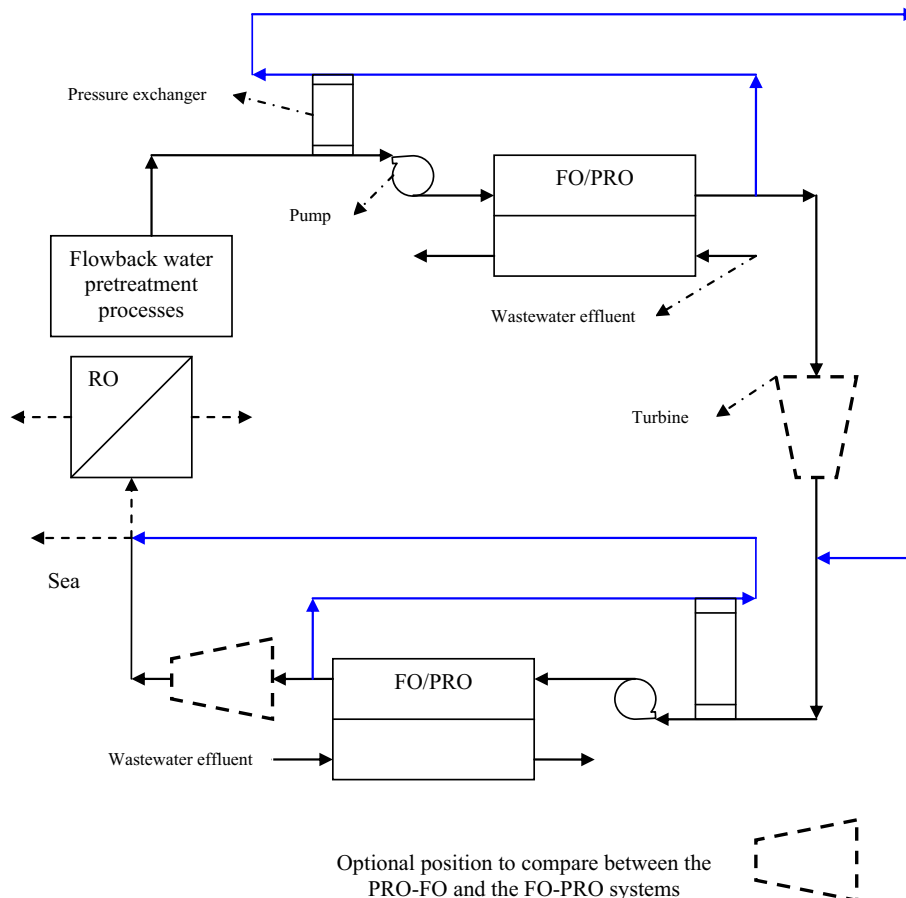 Pressure exchanger
FO/PRO
Pump
Flowback water
pretreatment
processes
Wastewater effluent
RO
Turbine
Sea
FO/PRO
Wastewater effluent
Optional position to compare between the
PRO-FO and the FO-PRO systems